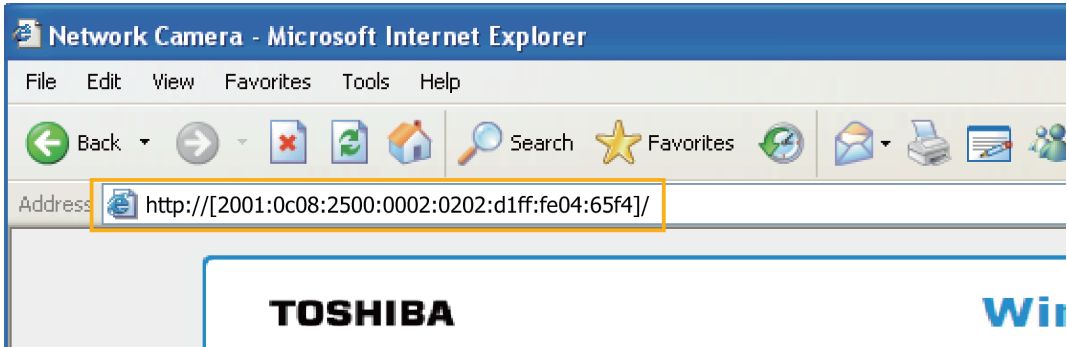 Network Camera - Microsoft Internet Explorer
File Edit View Favorites Tools Help
Back Search Favorites
Address http://[2001:0c08:2500:0002:0202:d1ff:fe04:65f4]/
TOSHIBA